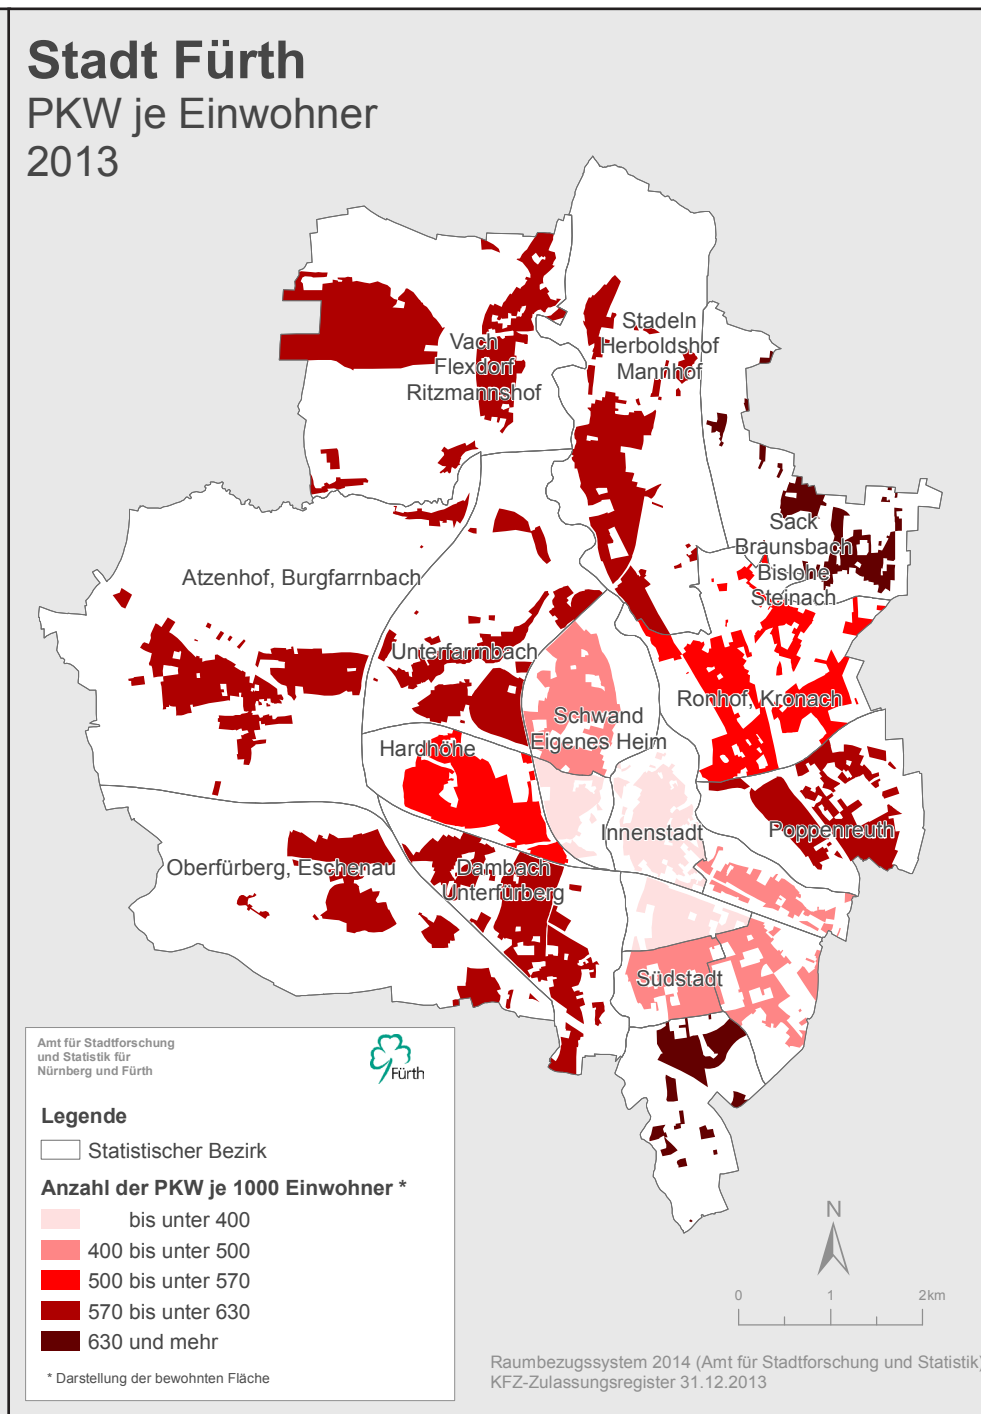 Stadt Fürth
PKW je Einwohner
2013
Vach
Flexdorf
Ritzmannshof
Stadeln
Herboldshof
Mannhof
Sack
Braunsbach
Bislohe
Steinach
Atzenhof, Burgfarrnbach
Unterfarrnbach
Ronhof, Kronach
Schwand
Eigenes Heim
Hardhöhe
Innenstadt
Poppenreuth
Oberfürberg, Eschenau
Dambach
Unterfürberg
Südstadt
Amt für Stadtforschung
und Statistik für
Nürnberg und Fürth
Fürth
Legende
Statistischer Bezirk
Anzahl der PKW je 1000 Einwohner *
bis unter 400
400 bis unter 500
500 bis unter 570
570 bis unter 630
630 und mehr
* Darstellung der bewohnten Fläche
N
0 1 2km
Raumbezugssystem 2014 (Amt für Stadtforschung und Statistik)
KFZ-Zulassungsregister 31.12.2013